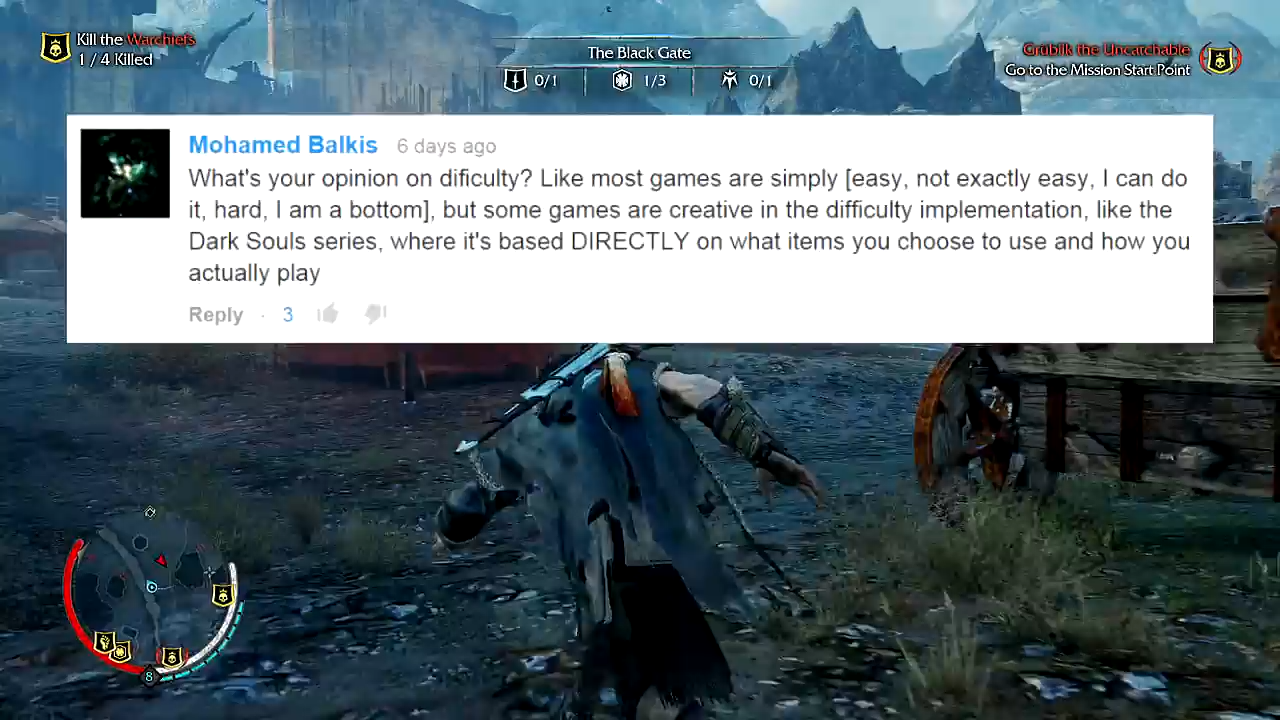 Kill the Warchiefs
1 / 4 Killed
The Black Gate
0/1
1/3
0/1
Grublik the Uncatchable
Go to the Mission Start Point
Mohamed Balkis 6 days ago
What's your opinion on dificulty? Like most games are simply [easy, not exactly easy, I can do
it, hard, I am a bottom], but some games are creative in the difficulty implementation, like the
Dark Souls series, where it's based DIRECTLY on what items you choose to use and how you
actually play
Reply · 3
8